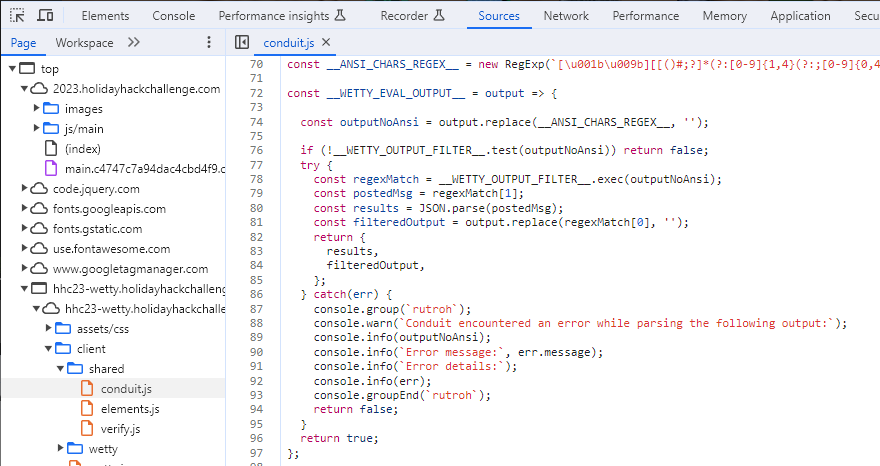 Elements Console Performance insights Recorder Sources Network Performance Memory Application Secu
Page Workspace
conduit.js
top
2023.holidayhackchallenge.com
images
js/main
(index)
main.c4747c7a94dac4cbd4f9.c
code.jquery.com
fonts.googleapis.com
fonts.gstatic.com
use.fontawesome.com
www.googletagmanager.com
hhc23-wetty.holidayhackchalleng
hhc23-wetty.holidayhackchalle
assets/css
client
shared
conduit.js
elements.js
verify.js
wetty
70 const __ANSI_CHARS_REGEX__ = new RegExp(`[\u001b\u009b][[()#;?]*(?:[0-9]{1,4}(?:;[0-9]{0,4
71
72 const __WETTY_EVAL_OUTPUT__ = output => {
73
74 const outputNoAnsi = output.replace(__ANSI_CHARS_REGEX__, '');
75
76 if (!__WETTY_OUTPUT_FILTER__.test(outputNoAnsi)) return false;
77 try {
78 const regexMatch = __WETTY_OUTPUT_FILTER__.exec(outputNoAnsi);
79 const postedMsg = regexMatch[1];
80 const results = JSON.parse(postedMsg);
81 const filteredOutput = output.replace(regexMatch[0], '');
82 return {
83 results,
84 filteredOutput,
85 };
86 } catch(err) {
87 console.group(`rutroh`);
88 console.warn(`Conduit encountered an error while parsing the following output:`);
89 console.info(outputNoAnsi);
90 console.info(`Error message:`, err.message);
91 console.info(`Error details:`);
92 console.info(err);
93 console.groupEnd(`rutroh`);
94 return false;
95 }
96 return true;
97 };